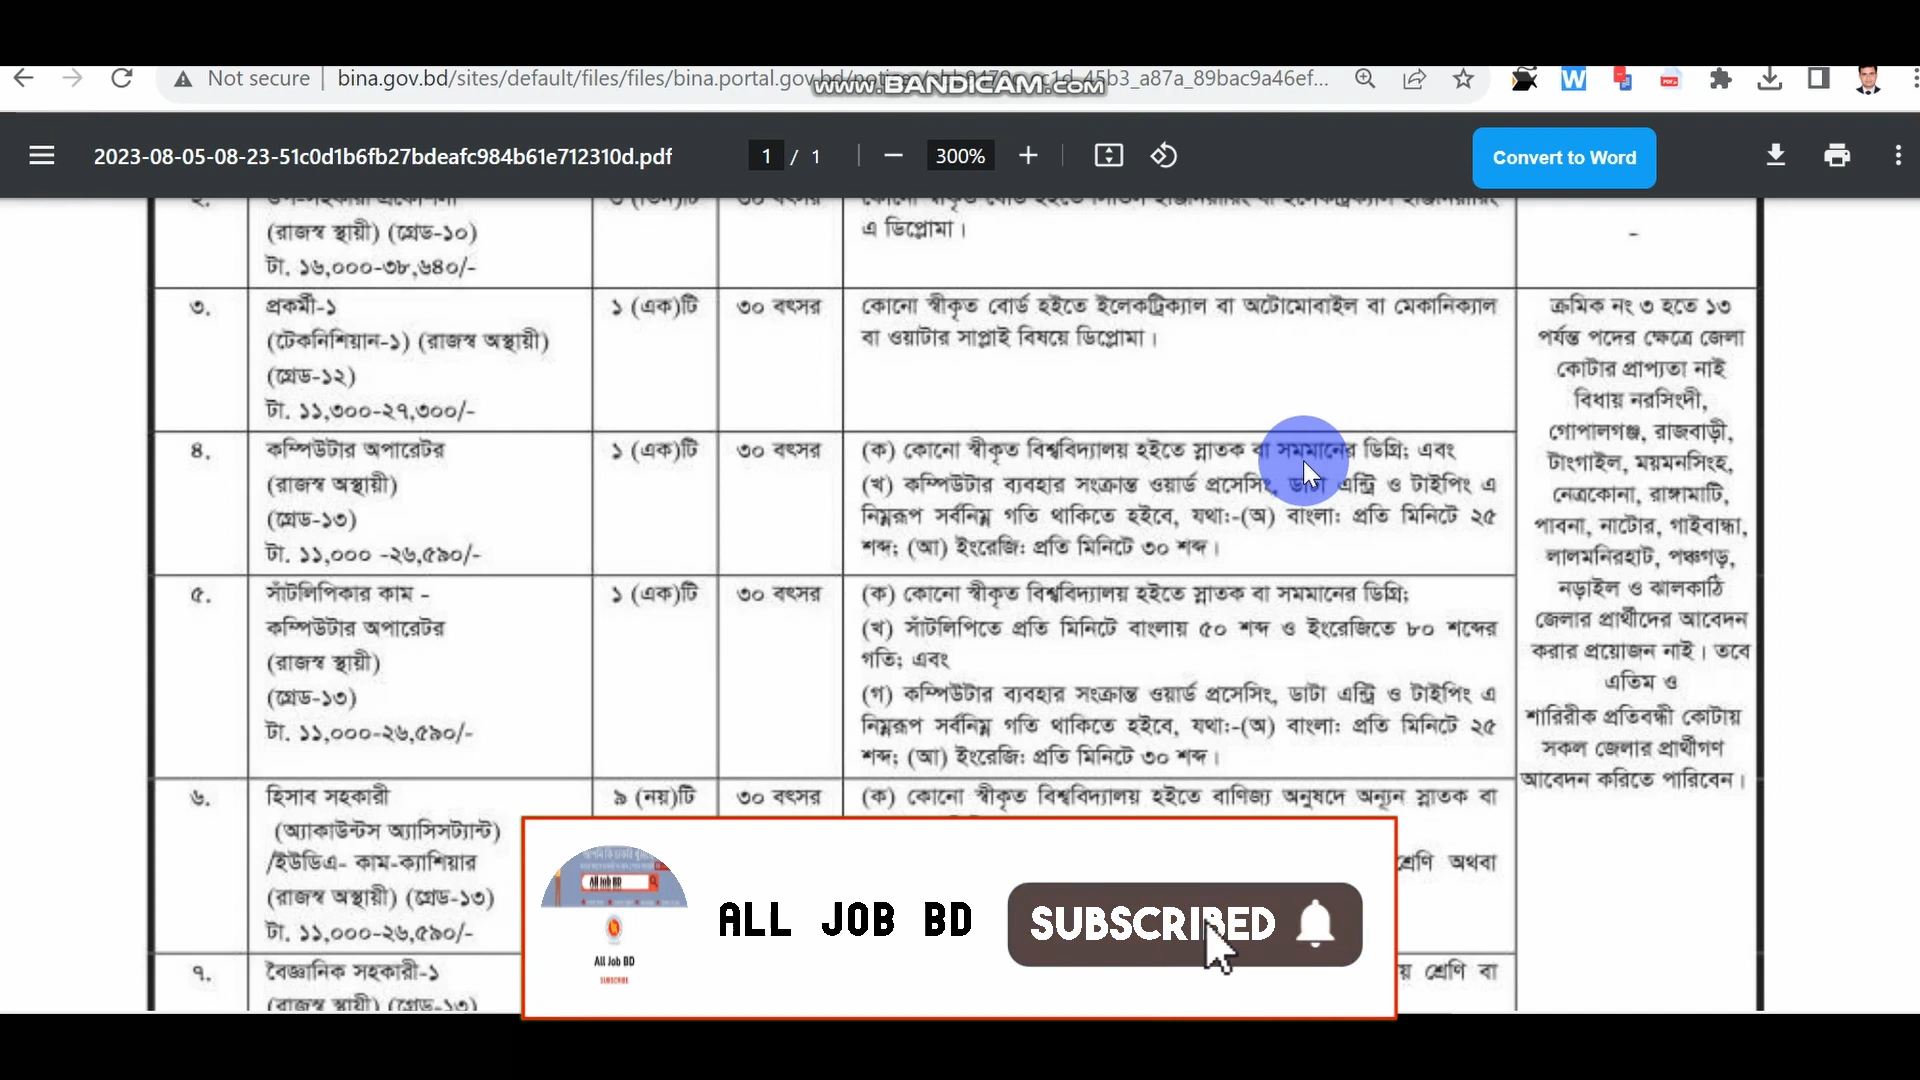 Not secure | bina.gov.bd/sites/default/files/files/bina.portal.gov.bd/
www.BANDICAM.com
2023-08-05-08-23-51c0d1b6fb27bdeafc984b61e712310d.pdf
1 / 1
300%
Convert to Word
(রাজস্ব স্থায়ী) (গ্রেড-১০)
টা. ১৬,০০০-৩৮,৬৪০/-
এ ডিপ্লোমা।
-
৩.
প্রকর্মী-১
(টেকনিশিয়ান-১) (রাজস্ব অস্থায়ী)
(গ্রেড-১২)
টা. ১১,৩০০-২৭,৩০০/-
১ (এক)টি
৩০ বৎসর
কোনো স্বীকৃত বোর্ড হইতে ইলেকট্রিক্যাল বা অটোমোবাইল বা মেকানিক্যাল
বা ওয়াটার সাপ্লাই বিষয়ে ডিপ্লোমা।
ক্রমিক নং ৩ হতে ১৩
পর্যন্ত পদের ক্ষেত্রে জেলা
কোটার প্রাপ্যতা নাই
বিধায় নরসিংদী,
গোপালগঞ্জ, রাজবাড়ী,
টাংগাইল, ময়মনসিংহ,
নেত্রকোনা, রাঙ্গামাটি,
পাবনা, নাটোর, গাইবান্ধা,
লালমনিরহাট, পঞ্চগড়,
নড়াইল ও ঝালকাঠি
জেলার প্রার্থীদের আবেদন
করার প্রয়োজন নাই। তবে
এতিম ও
শারিরীক প্রতিবন্ধী কোটায়
সকল জেলার প্রার্থীগণ
আবেদন করিতে পারিবেন।
৪.
কম্পিউটার অপারেটর
(রাজস্ব অস্থায়ী)
(গ্রেড-১৩)
টা. ১১,০০০ -২৬,৫৯০/-
১ (এক)টি
৩০ বৎসর
(ক) কোনো স্বীকৃত বিশ্ববিদ্যালয় হইতে স্নাতক বা সমমানের ডিগ্রি; এবং
(খ) কম্পিউটার ব্যবহার সংক্রান্ত ওয়ার্ড প্রসেসিং, ডাটা এন্ট্রি ও টাইপিং এ
নিম্নরূপ সর্বনিম্ন গতি থাকিতে হইবে, যথাঃ-(অ) বাংলাঃ প্রতি মিনিটে ২৫
শব্দ; (আ) ইংরেজিঃ প্রতি মিনিটে ৩০ শব্দ।
৫.
সাঁটলিপিকার কাম -
কম্পিউটার অপারেটর
(রাজস্ব স্থায়ী)
(গ্রেড-১৩)
টা. ১১,০০০-২৬,৫৯০/-
১ (এক)টি
৩০ বৎসর
(ক) কোনো স্বীকৃত বিশ্ববিদ্যালয় হইতে স্নাতক বা সমমানের ডিগ্রি;
(খ) সাঁটলিপিতে প্রতি মিনিটে বাংলায় ৫০ শব্দ ও ইংরেজিতে ৮০ শব্দের
গতি; এবং
(গ) কম্পিউটার ব্যবহার সংক্রান্ত ওয়ার্ড প্রসেসিং, ডাটা এন্ট্রি ও টাইপিং এ
নিম্নরূপ সর্বনিম্ন গতি থাকিতে হইবে, যথাঃ-(অ) বাংলাঃ প্রতি মিনিটে ২৫
শব্দ; (আ) ইংরেজিঃ প্রতি মিনিটে ৩০ শব্দ।
৬.
হিসাব সহকারী
(অ্যাকাউন্টস অ্যাসিসট্যান্ট)
/ইউডিএ- কাম-ক্যাশিয়ার
(রাজস্ব অস্থায়ী) (গ্রেড-১৩)
টা. ১১,০০০-২৬,৫৯০/-
৯ (নয়)টি
৩০ বৎসর
(ক) কোনো স্বীকৃত বিশ্ববিদ্যালয় হইতে বাণিজ্য অনুষদে অন্যূন স্নাতক বা
শ্রেণি অথবা
৭.
বৈজ্ঞানিক সহকারী-১
(রাজস্ব স্থায়ী) (গ্রেড-১৩)
য় শ্রেণি বা
All Job BD
All Job BD
SUBSCRIBE
ALL JOB BD
SUBSCRIBED